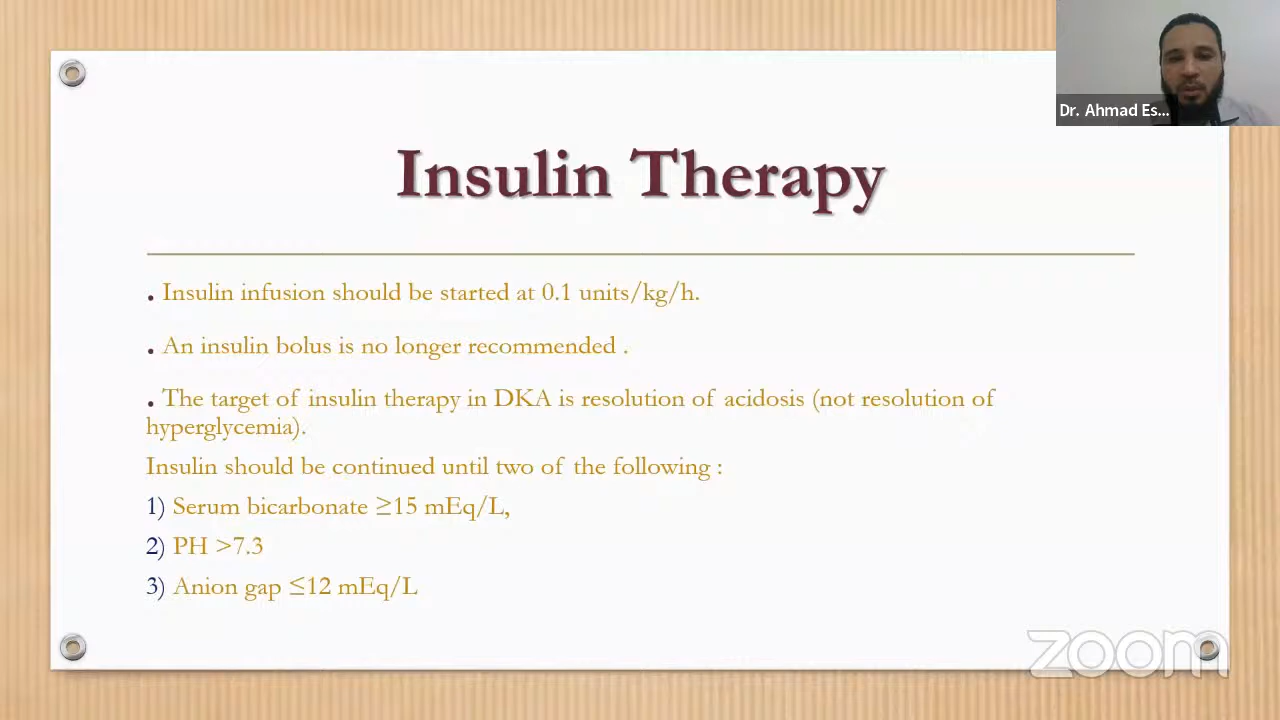 Dr. Ahmad Es...
Insulin Therapy
. Insulin infusion should be started at 0.1 units/kg/h.
. An insulin bolus is no longer recommended .
. The target of insulin therapy in DKA is resolution of acidosis (not resolution of
hyperglycemia).
Insulin should be continued until two of the following :
1) Serum bicarbonate ≥15 mEq/L,
2) PH >7.3
3) Anion gap ≤12 mEq/L
zoom